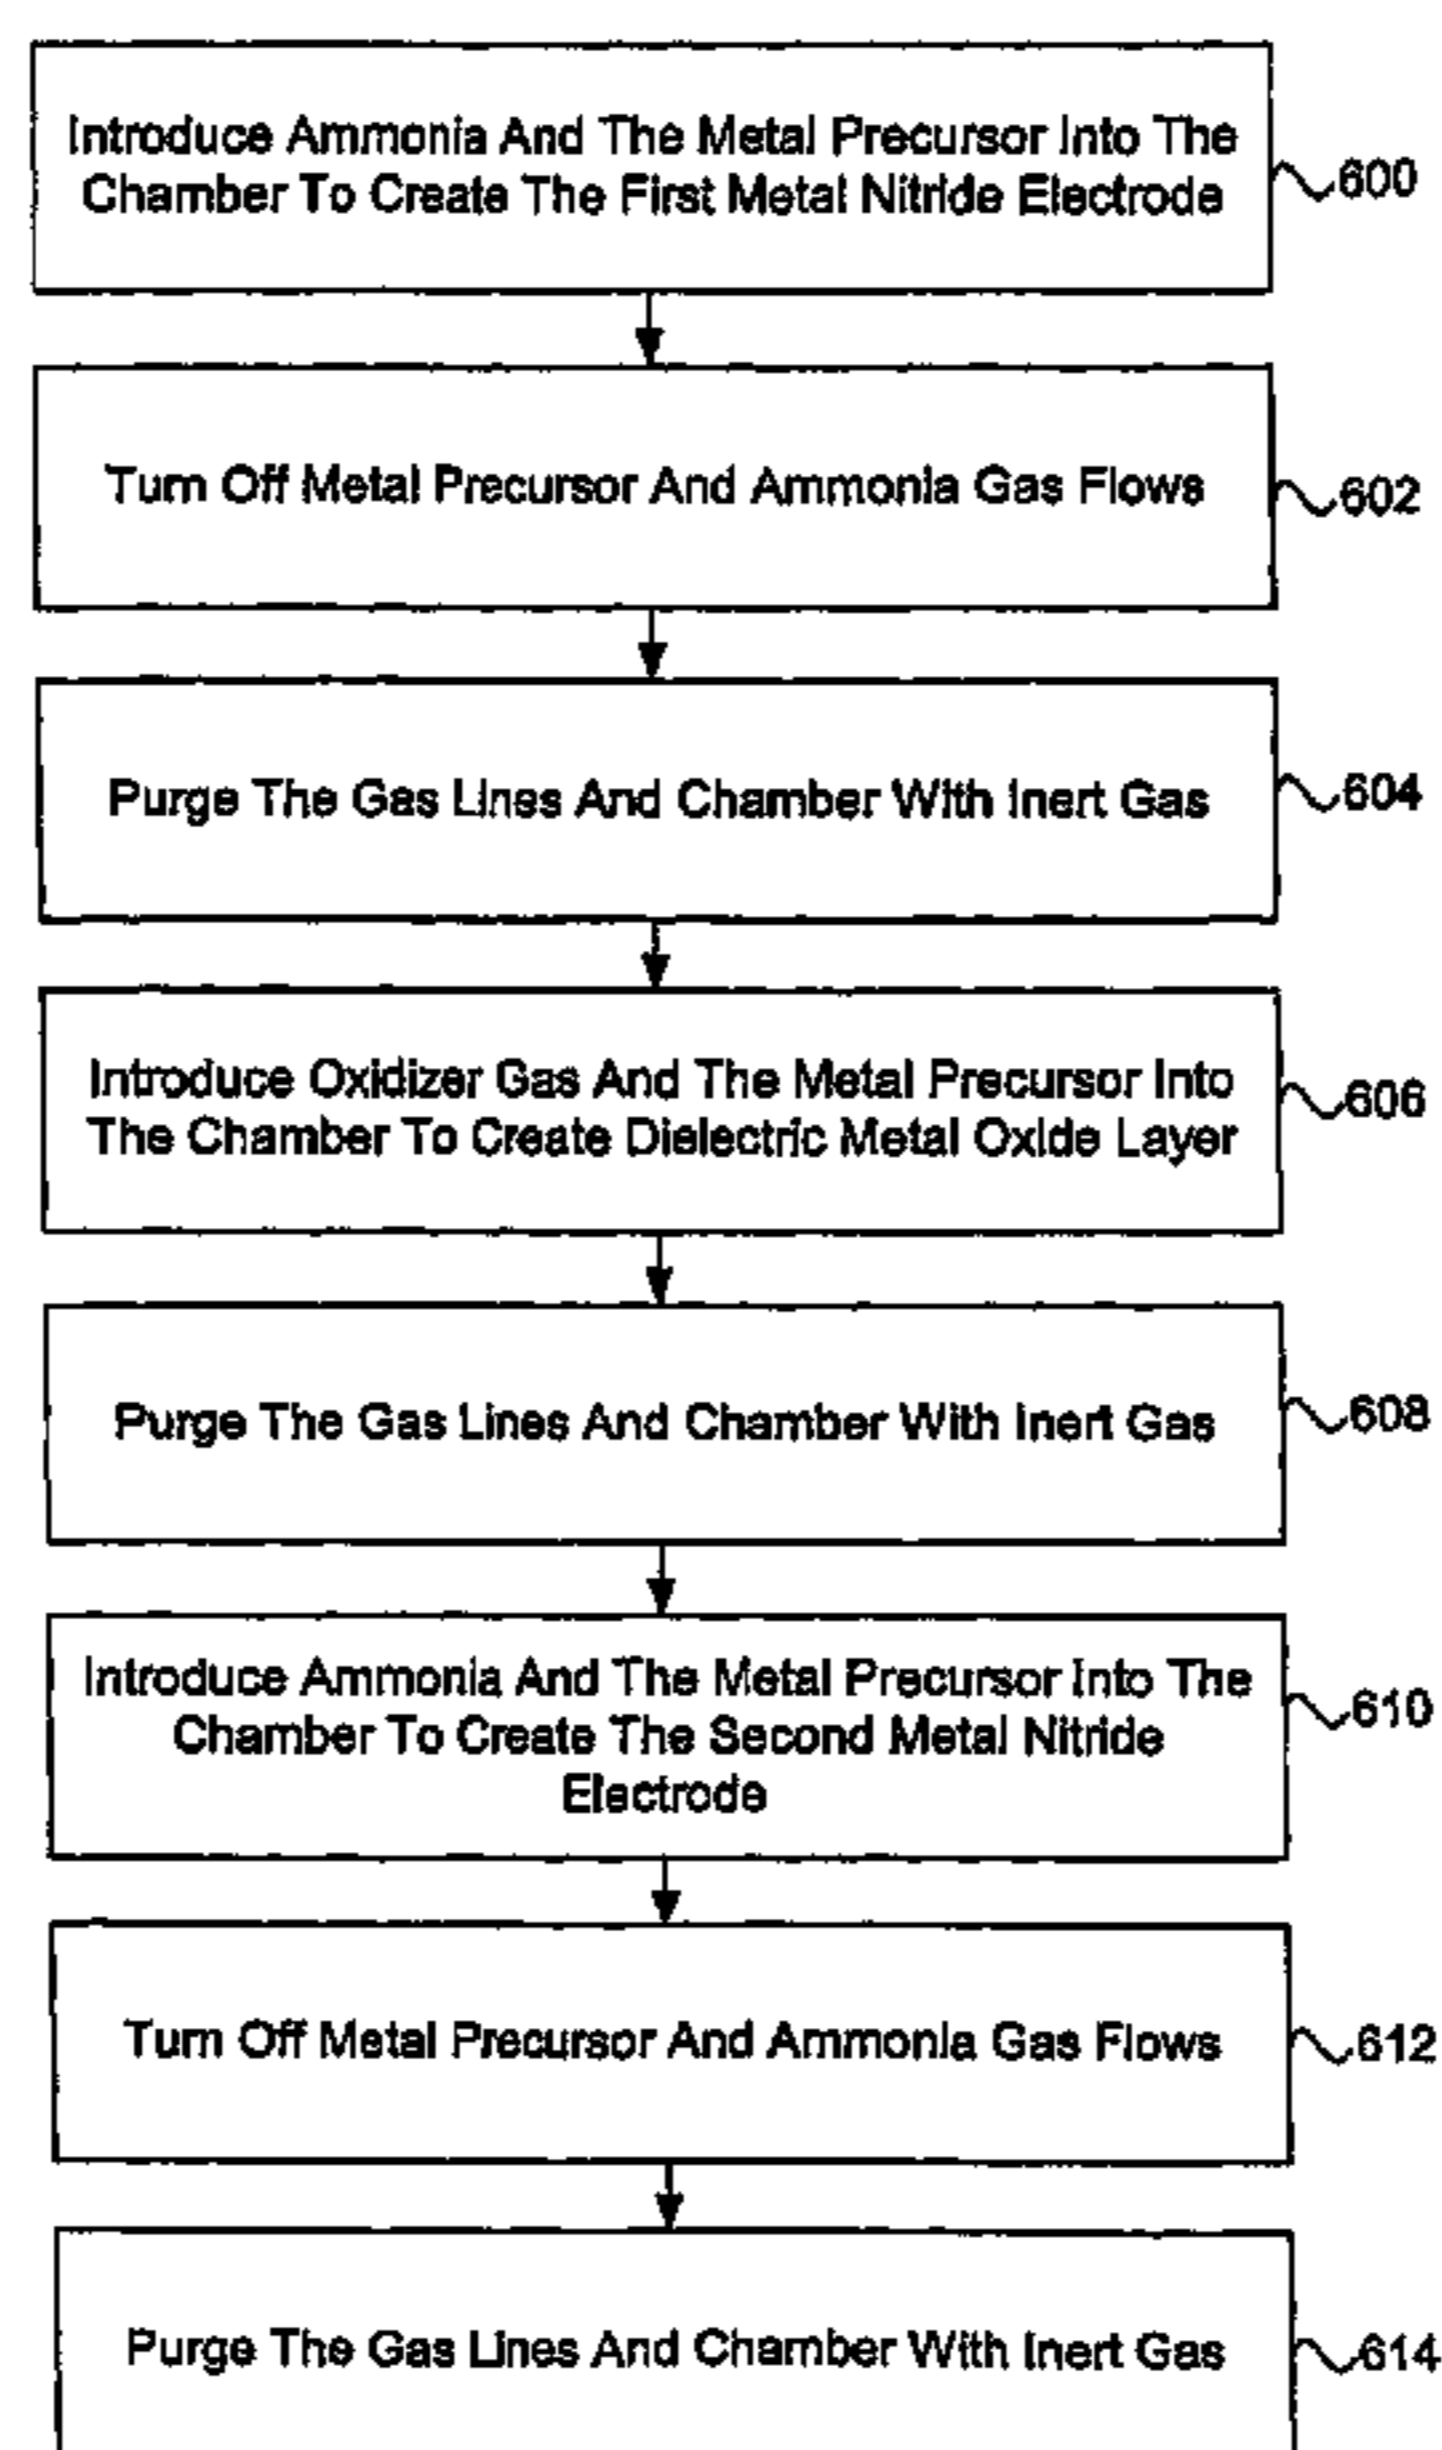 Introduce Ammonia And The Metal Precursor Into The
Chamber To Create The First Metal Nitride Electrode
600
Turn Off Metal Precursor And Ammonia Gas Flows
602
Purge The Gas Lines And Chamber With Inert Gas
604
Introduce Oxidizer Gas And The Metal Precursor Into
The Chamber To Create Dielectric Metal Oxide Layer
606
Purge The Gas Lines And Chamber With Inert Gas
608
Introduce Ammonia And The Metal Precursor Into The
Chamber To Create The Second Metal Nitride
Electrode
610
Turn Off Metal Precursor And Ammonia Gas Flows
612
Purge The Gas Lines And Chamber With Inert Gas
614